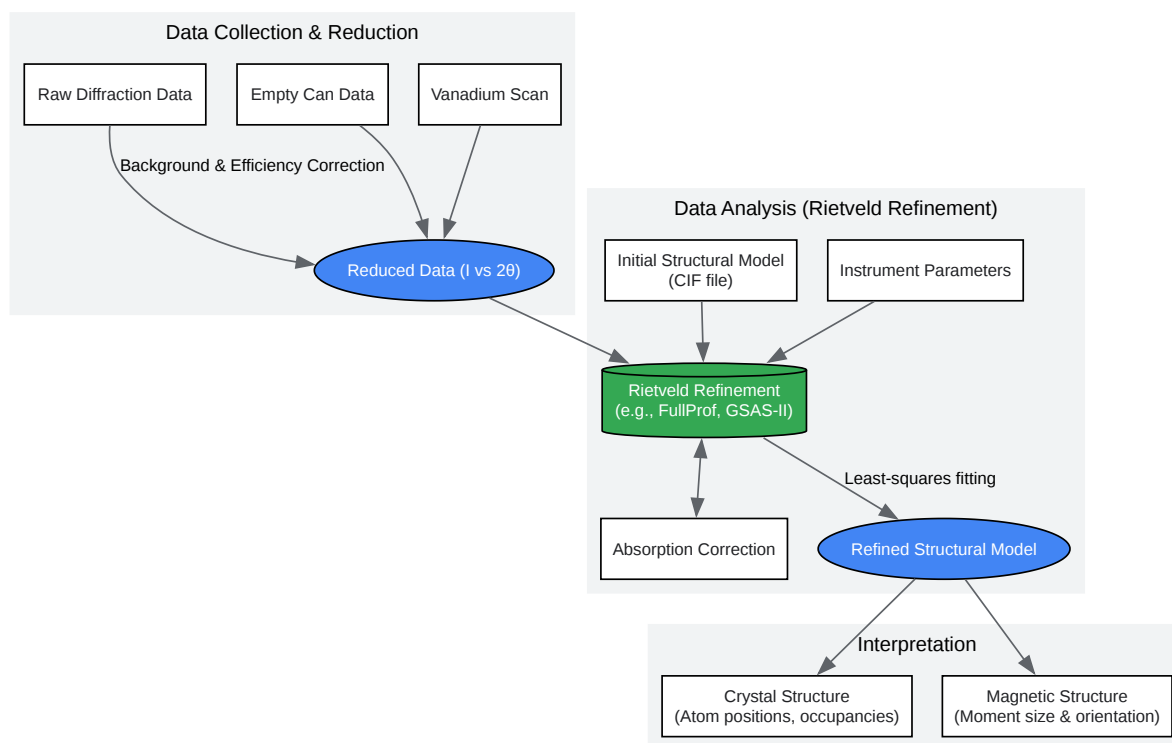 Data Collection & Reduction
Raw Diffraction Data
Empty Can Data
Vanadium Scan
Background & Efficiency Correction
Reduced Data (I vs 2θ)
Data Analysis (Rietveld Refinement)
Initial Structural Model
(CIF file)
Instrument Parameters
Rietveld Refinement
(e.g., FullProf, GSAS-II)
Least-squares fitting
Absorption Correction
Refined Structural Model
Interpretation
Crystal Structure
(Atom positions, occupancies)
Magnetic Structure
(Moment size & orientation)